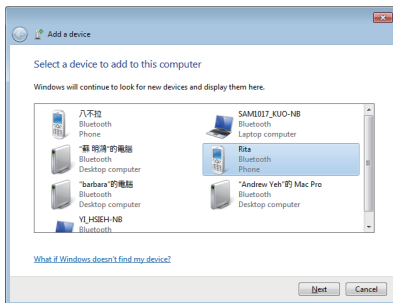 Add a device
Select a device to add to this computer
Windows will continue to look for new devices and display them here.
八不拉
Bluetooth
Phone
SAM1017_KUO-NB
Bluetooth
Laptop computer
"蘇 明鴻"的電腦
Bluetooth
Desktop computer
Rita
Bluetooth
Phone
"barbara"的電腦
Bluetooth
Desktop computer
"Andrew Yeh"的 Mac Pro
Bluetooth
Desktop computer
YI_HSIEH-NB
Bluetooth
What if Windows doesn't find my device?
Next
Cancel